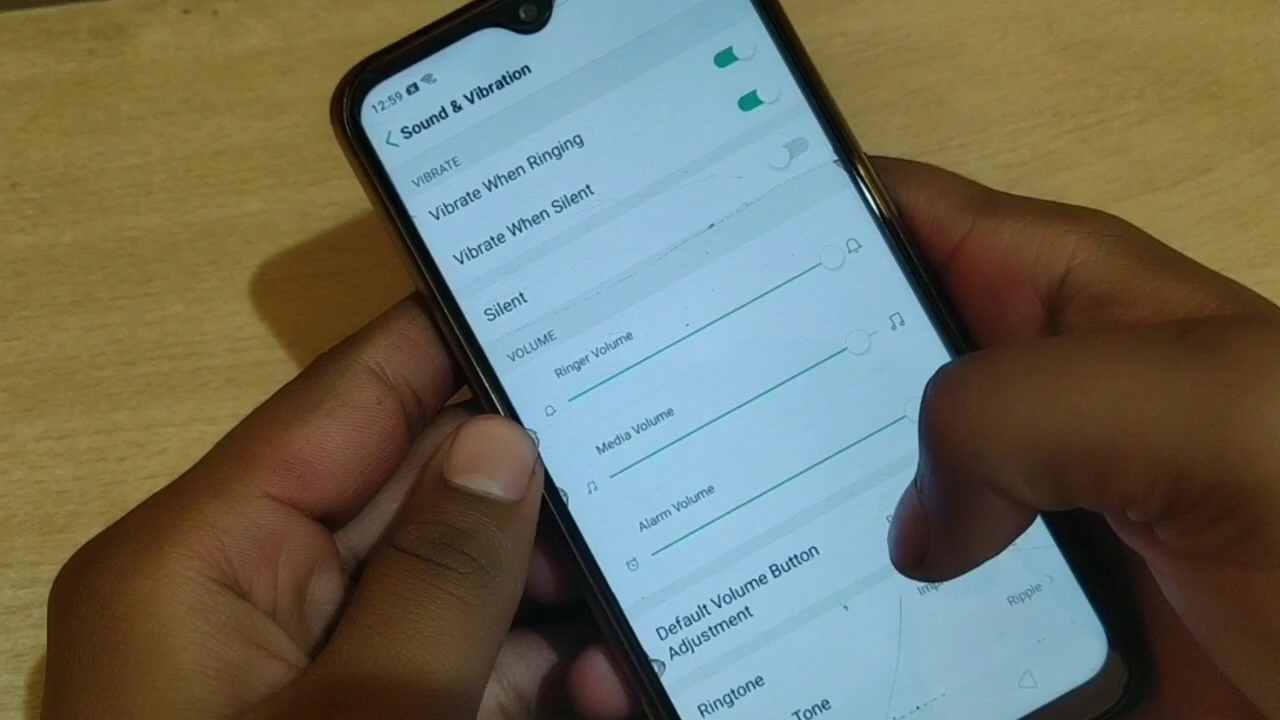 12:59
Sound & Vibration
VIBRATE
Vibrate When Ringing
Vibrate When Silent
Silent
VOLUME
Ringer Volume
Media Volume
Alarm Volume
Default Volume Button
Adjustment
Ringtone
Ripple
Tone